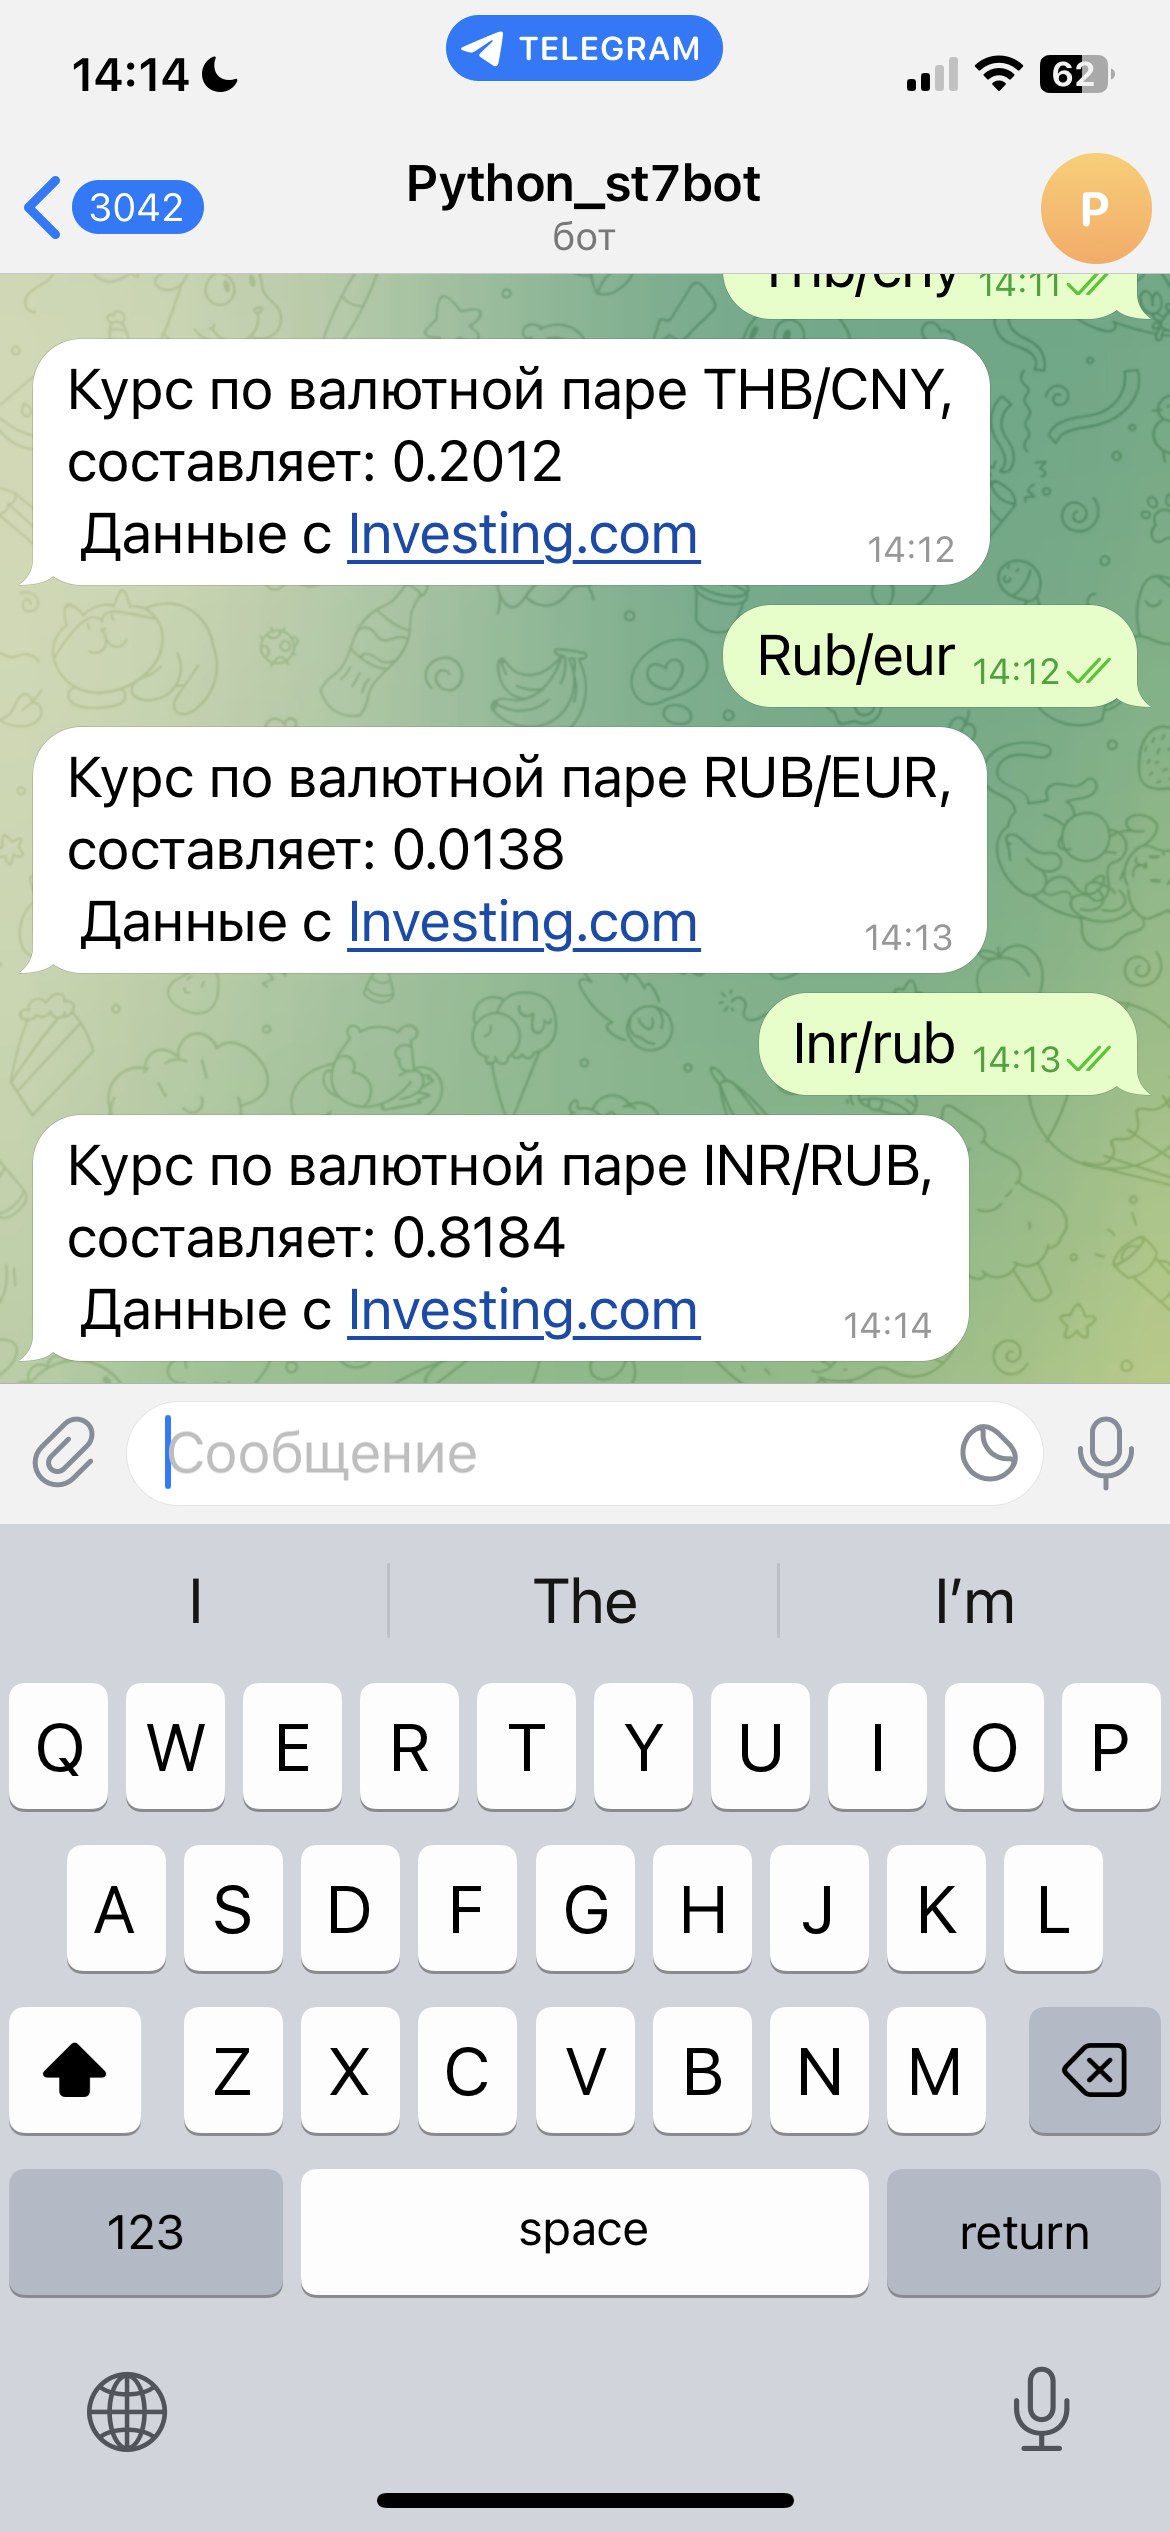 14:14
TELEGRAM
62
3042
Python_st7bot
бот
P
14:11
Курс по валютной паре THB/CNY,
составляет: 0.2012
Данные с Investing.com
14:12
Rub/eur 14:12
Курс по валютной паре RUB/EUR,
составляет: 0.0138
Данные с Investing.com
14:13
Inr/rub 14:13
Курс по валютной паре INR/RUB,
составляет: 0.8184
Данные с Investing.com
14:14
Сообщение
I The I'm
Q W E R T Y U I O P
A S D F G H J K L
Z X C V B N M
123 space return